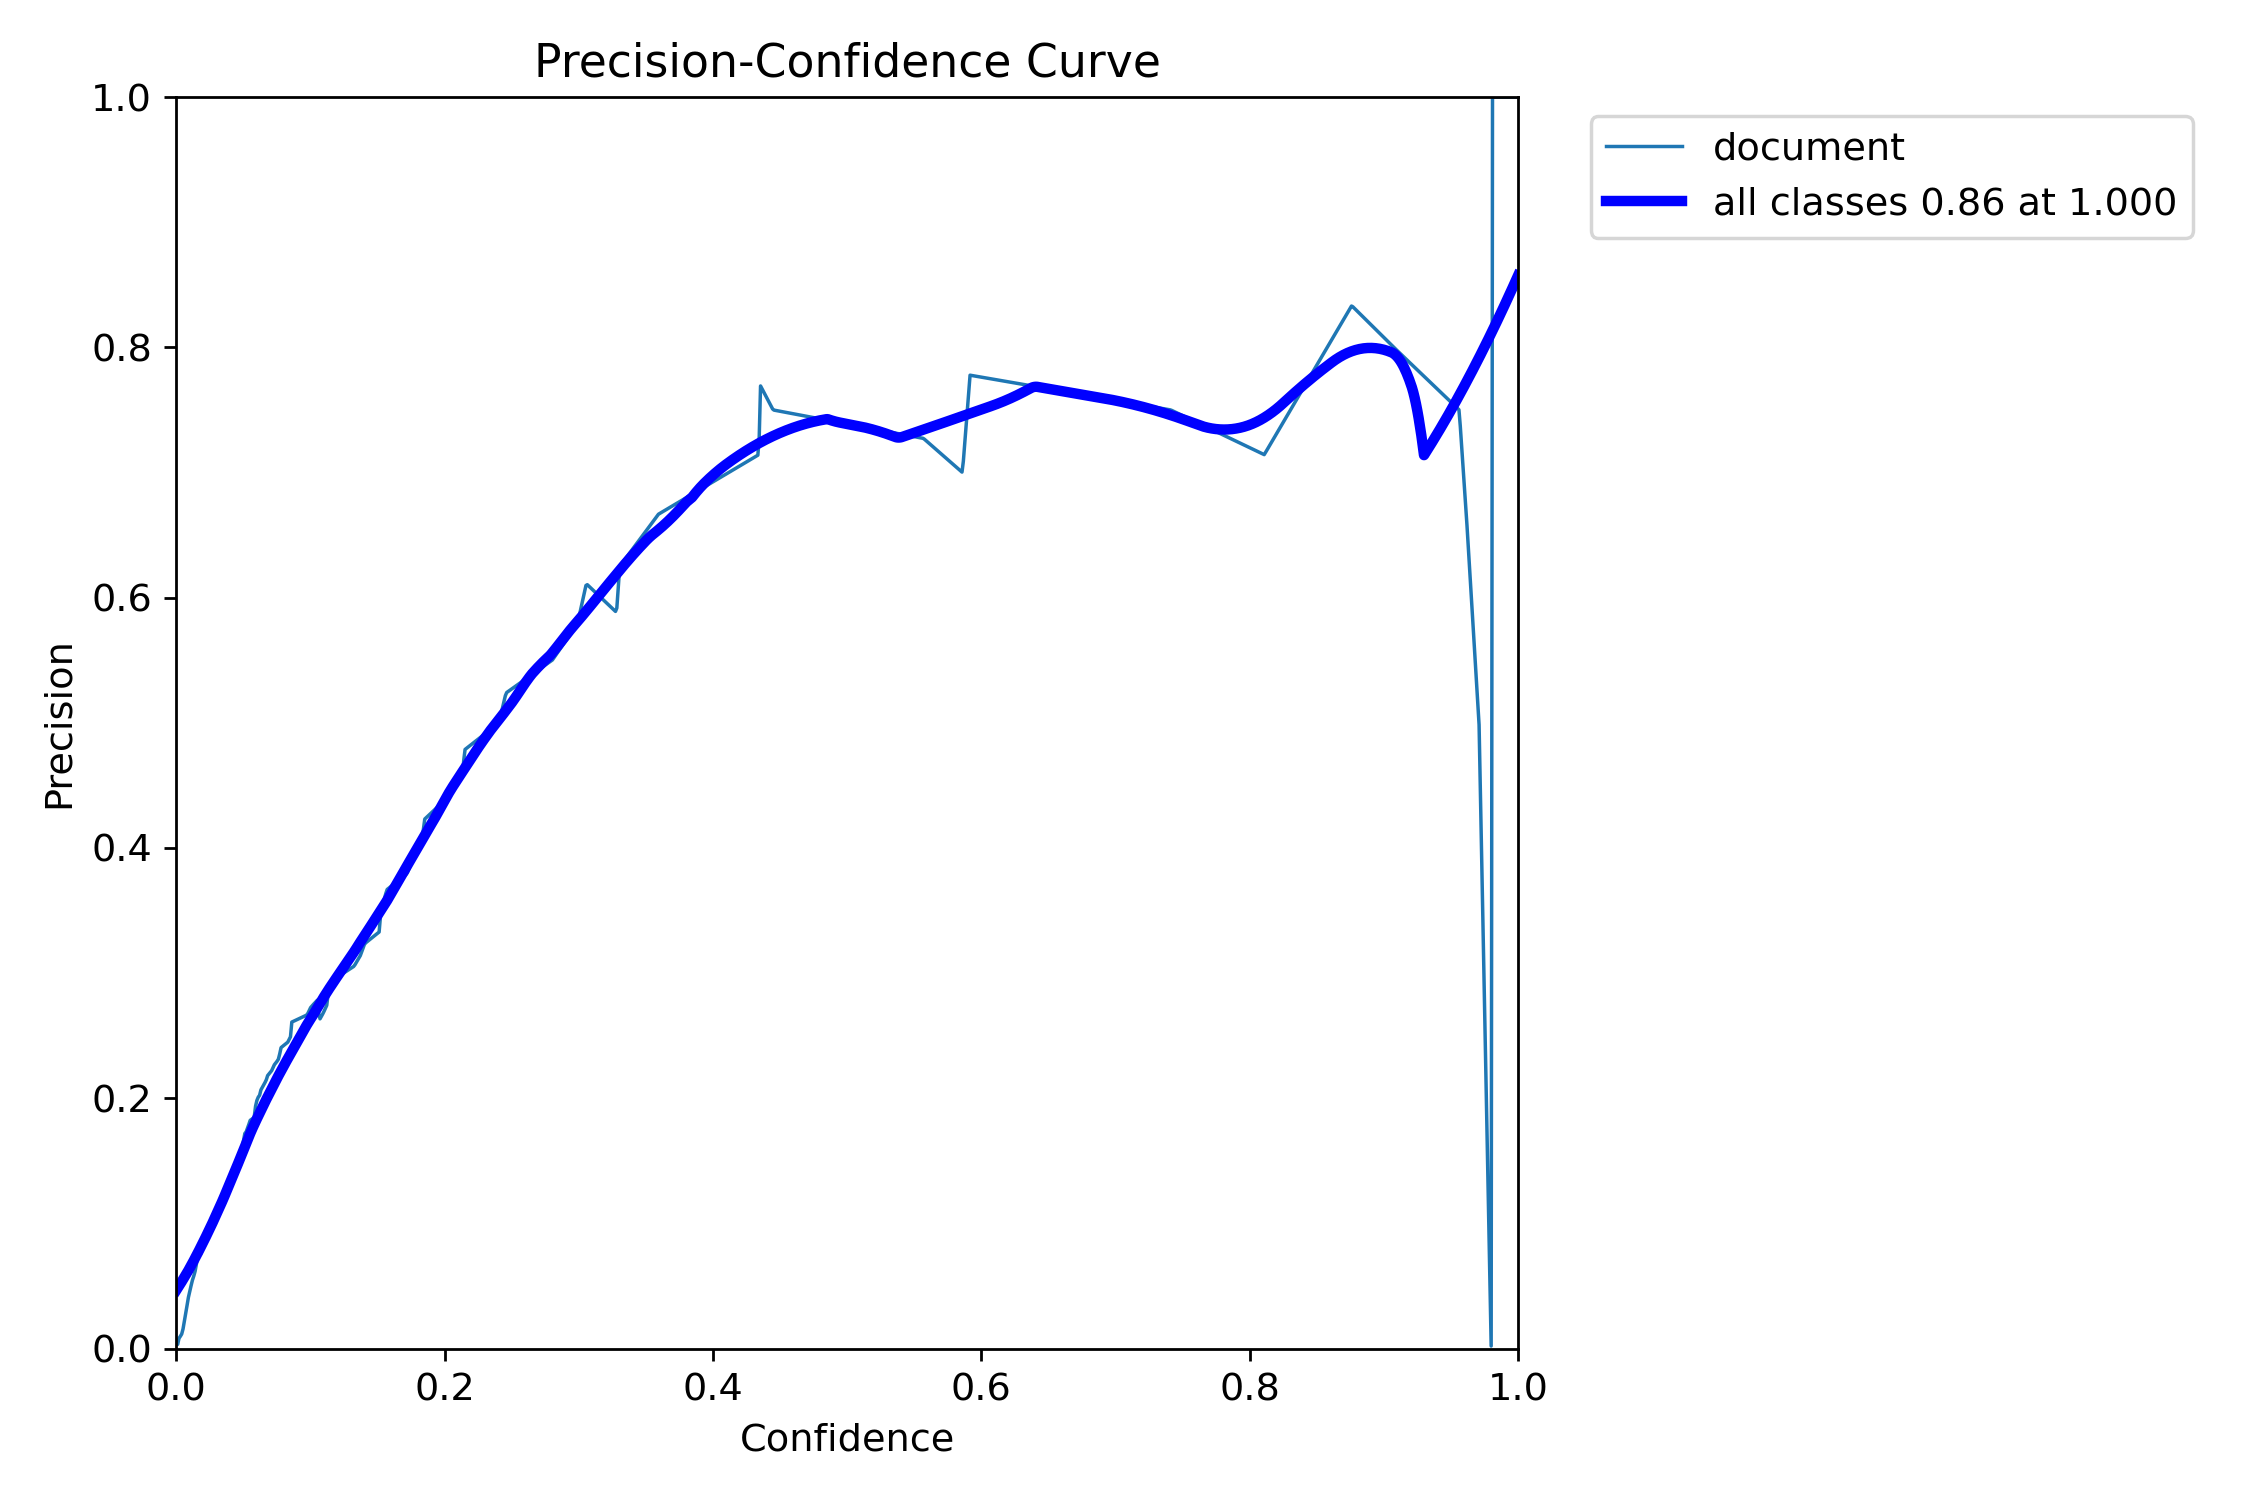 Precision-Confidence Curve
document
all classes 0.86 at 1.000
Precision
1.0
0.8
0.6
0.4
0.2
0.0
0.0 0.2 0.4 0.6 0.8 1.0
Confidence